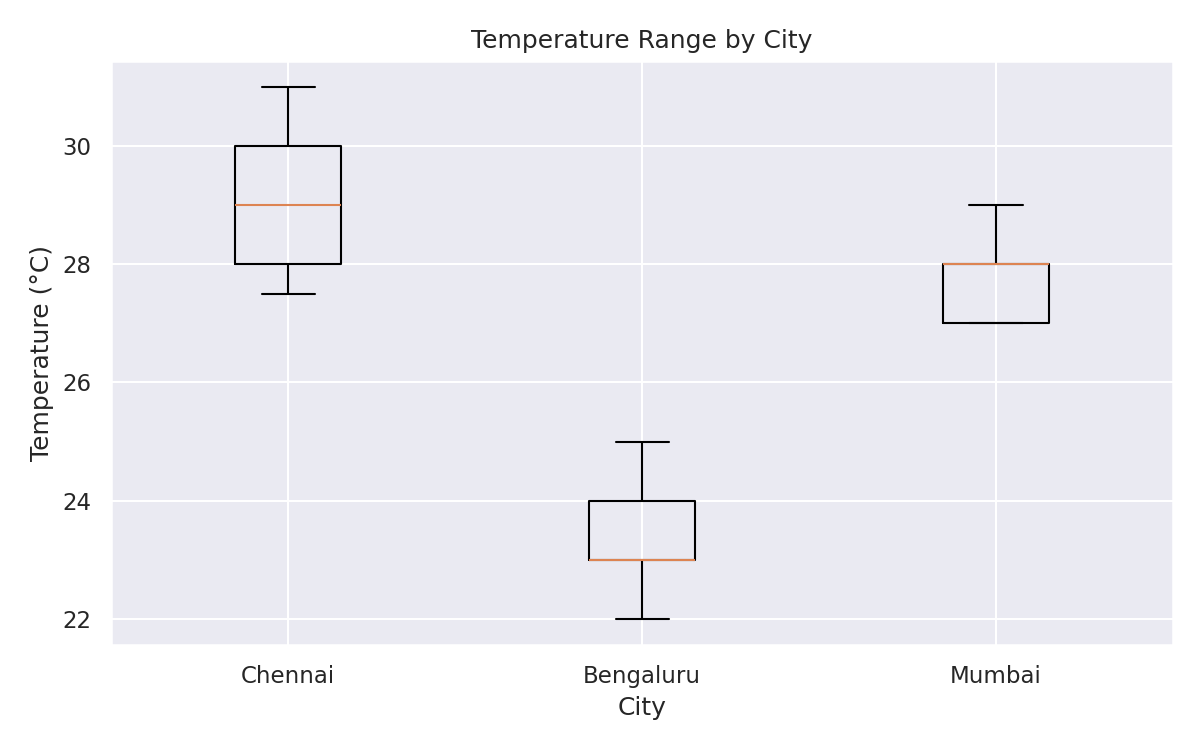 Temperature Range by City
Temperature (°C)
30
28
26
24
22
Chennai
Bengaluru
Mumbai
City